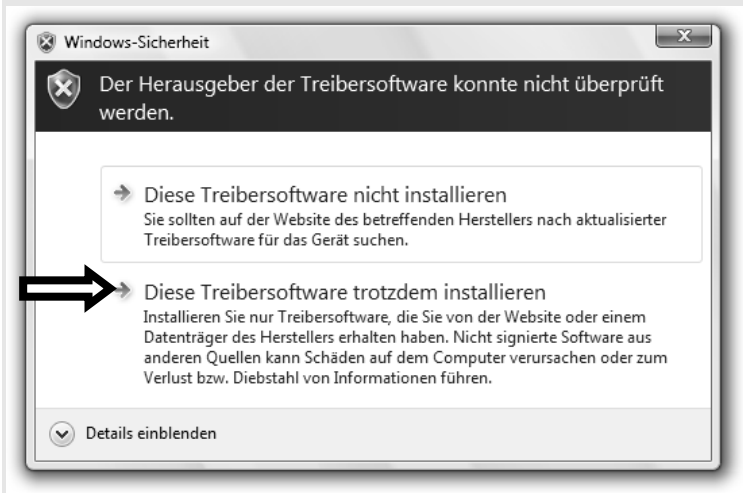 Windows-Sicherheit
Der Herausgeber der Treibersoftware konnte nicht überprüft
werden.
Diese Treibersoftware nicht installieren
Sie sollten auf der Website des betreffenden Herstellers nach aktualisierter
Treibersoftware für das Gerät suchen.
Diese Treibersoftware trotzdem installieren
Installieren Sie nur Treibersoftware, die Sie von der Website oder einem
Datenträger des Herstellers erhalten haben. Nicht signierte Software aus
anderen Quellen kann Schäden auf dem Computer verursachen oder zum
Verlust bzw. Diebstahl von Informationen führen.
Details einblenden